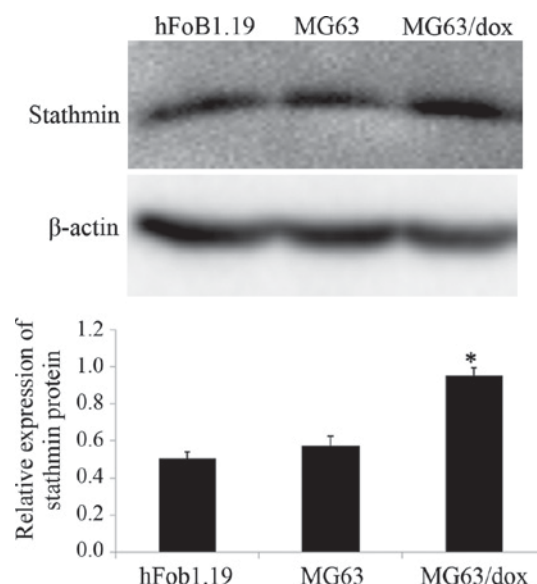 hFoB1.19 MG63 MG63/dox
Stathmin
β-actin
Relative expression of
stathmin protein
1.2
1.0
0.8
0.6
0.4
0.2
0.0
*
hFob1.19 MG63 MG63/dox